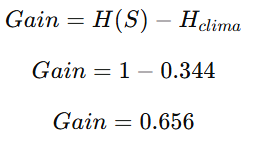 Gain = H(S) − H_clima
Gain = 1 − 0.344
Gain = 0.656